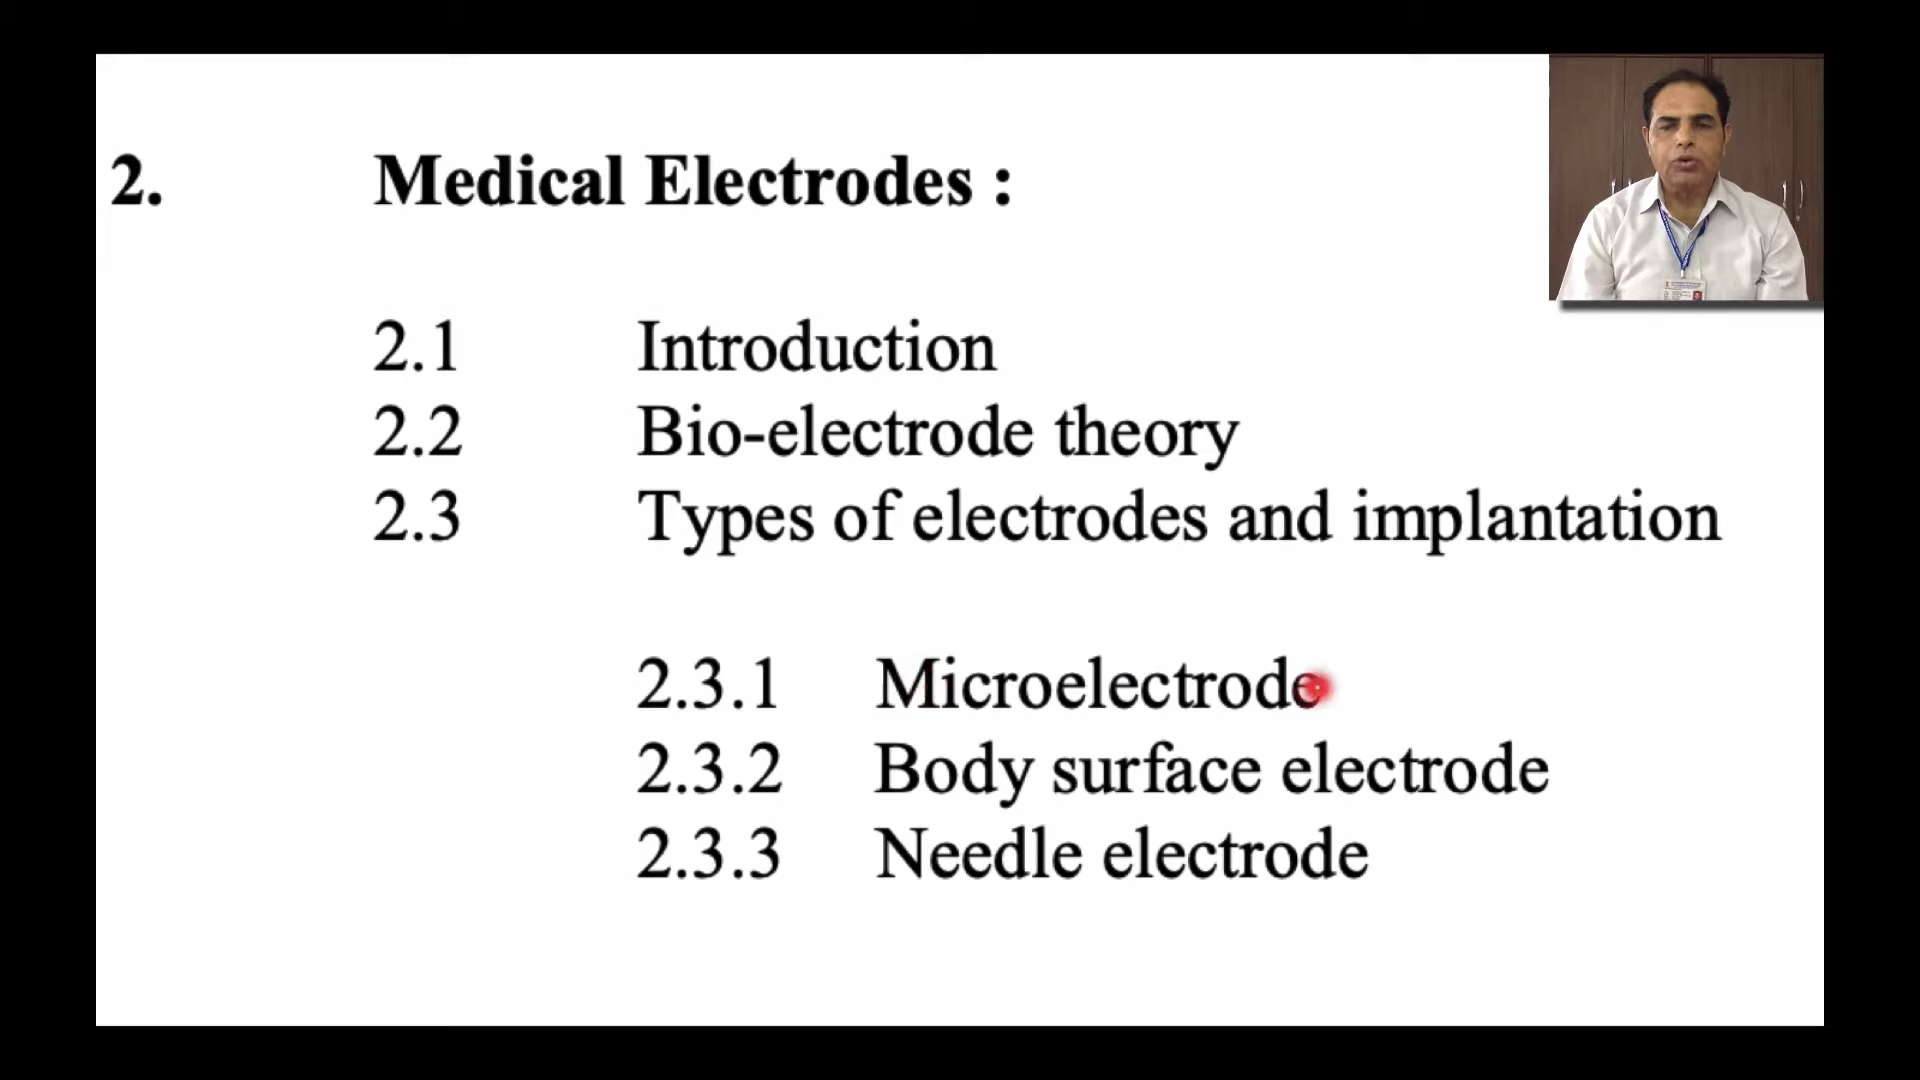 2. Medical Electrodes :
2.1 Introduction
2.2 Bio-electrode theory
2.3 Types of electrodes and implantation
2.3.1 Microelectrode
2.3.2 Body surface electrode
2.3.3 Needle electrode